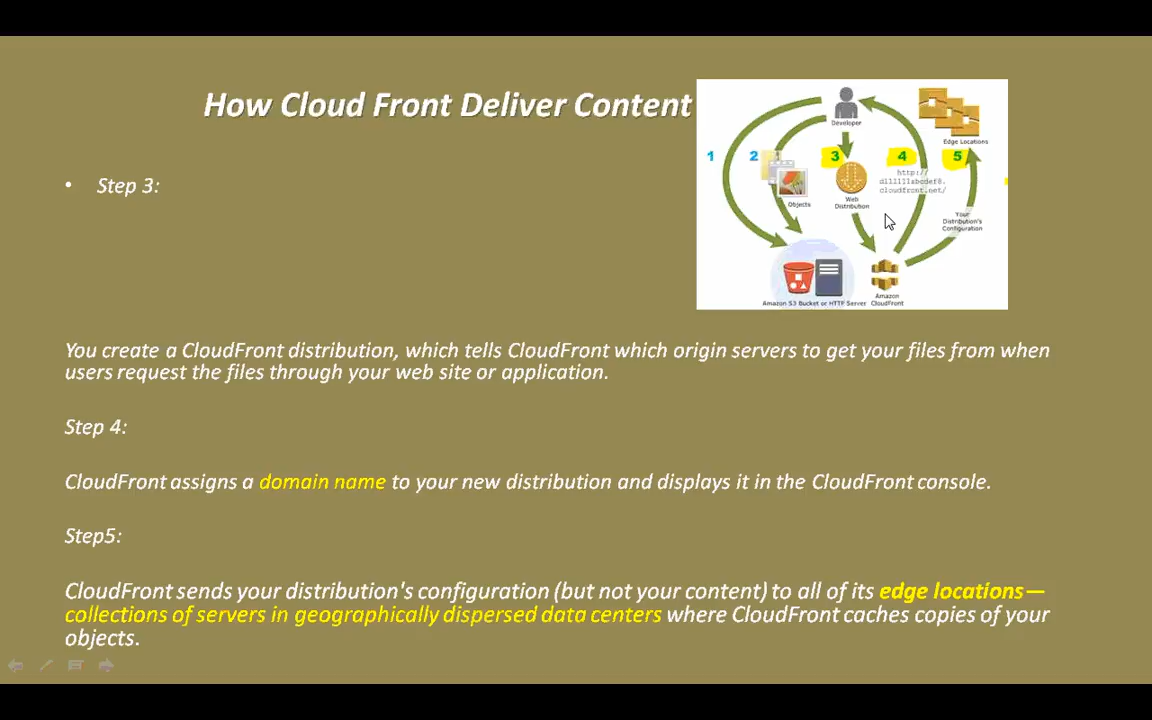 How Cloud Front Deliver Content
Developer
Edge Locations
1
2
3
4
5
http://
d111111abcdef8.
cloudfront.net/
Objects
Web
Distribution
Your
Distribution's
Configuration
Amazon S3 Bucket or HTTP Server
Amazon
CloudFront
• Step 3:
You create a CloudFront distribution, which tells CloudFront which origin servers to get your files from when
users request the files through your web site or application.
Step 4:
CloudFront assigns a domain name to your new distribution and displays it in the CloudFront console.
Step5:
CloudFront sends your distribution's configuration (but not your content) to all of its edge locations—
collections of servers in geographically dispersed data centers where CloudFront caches copies of your
objects.